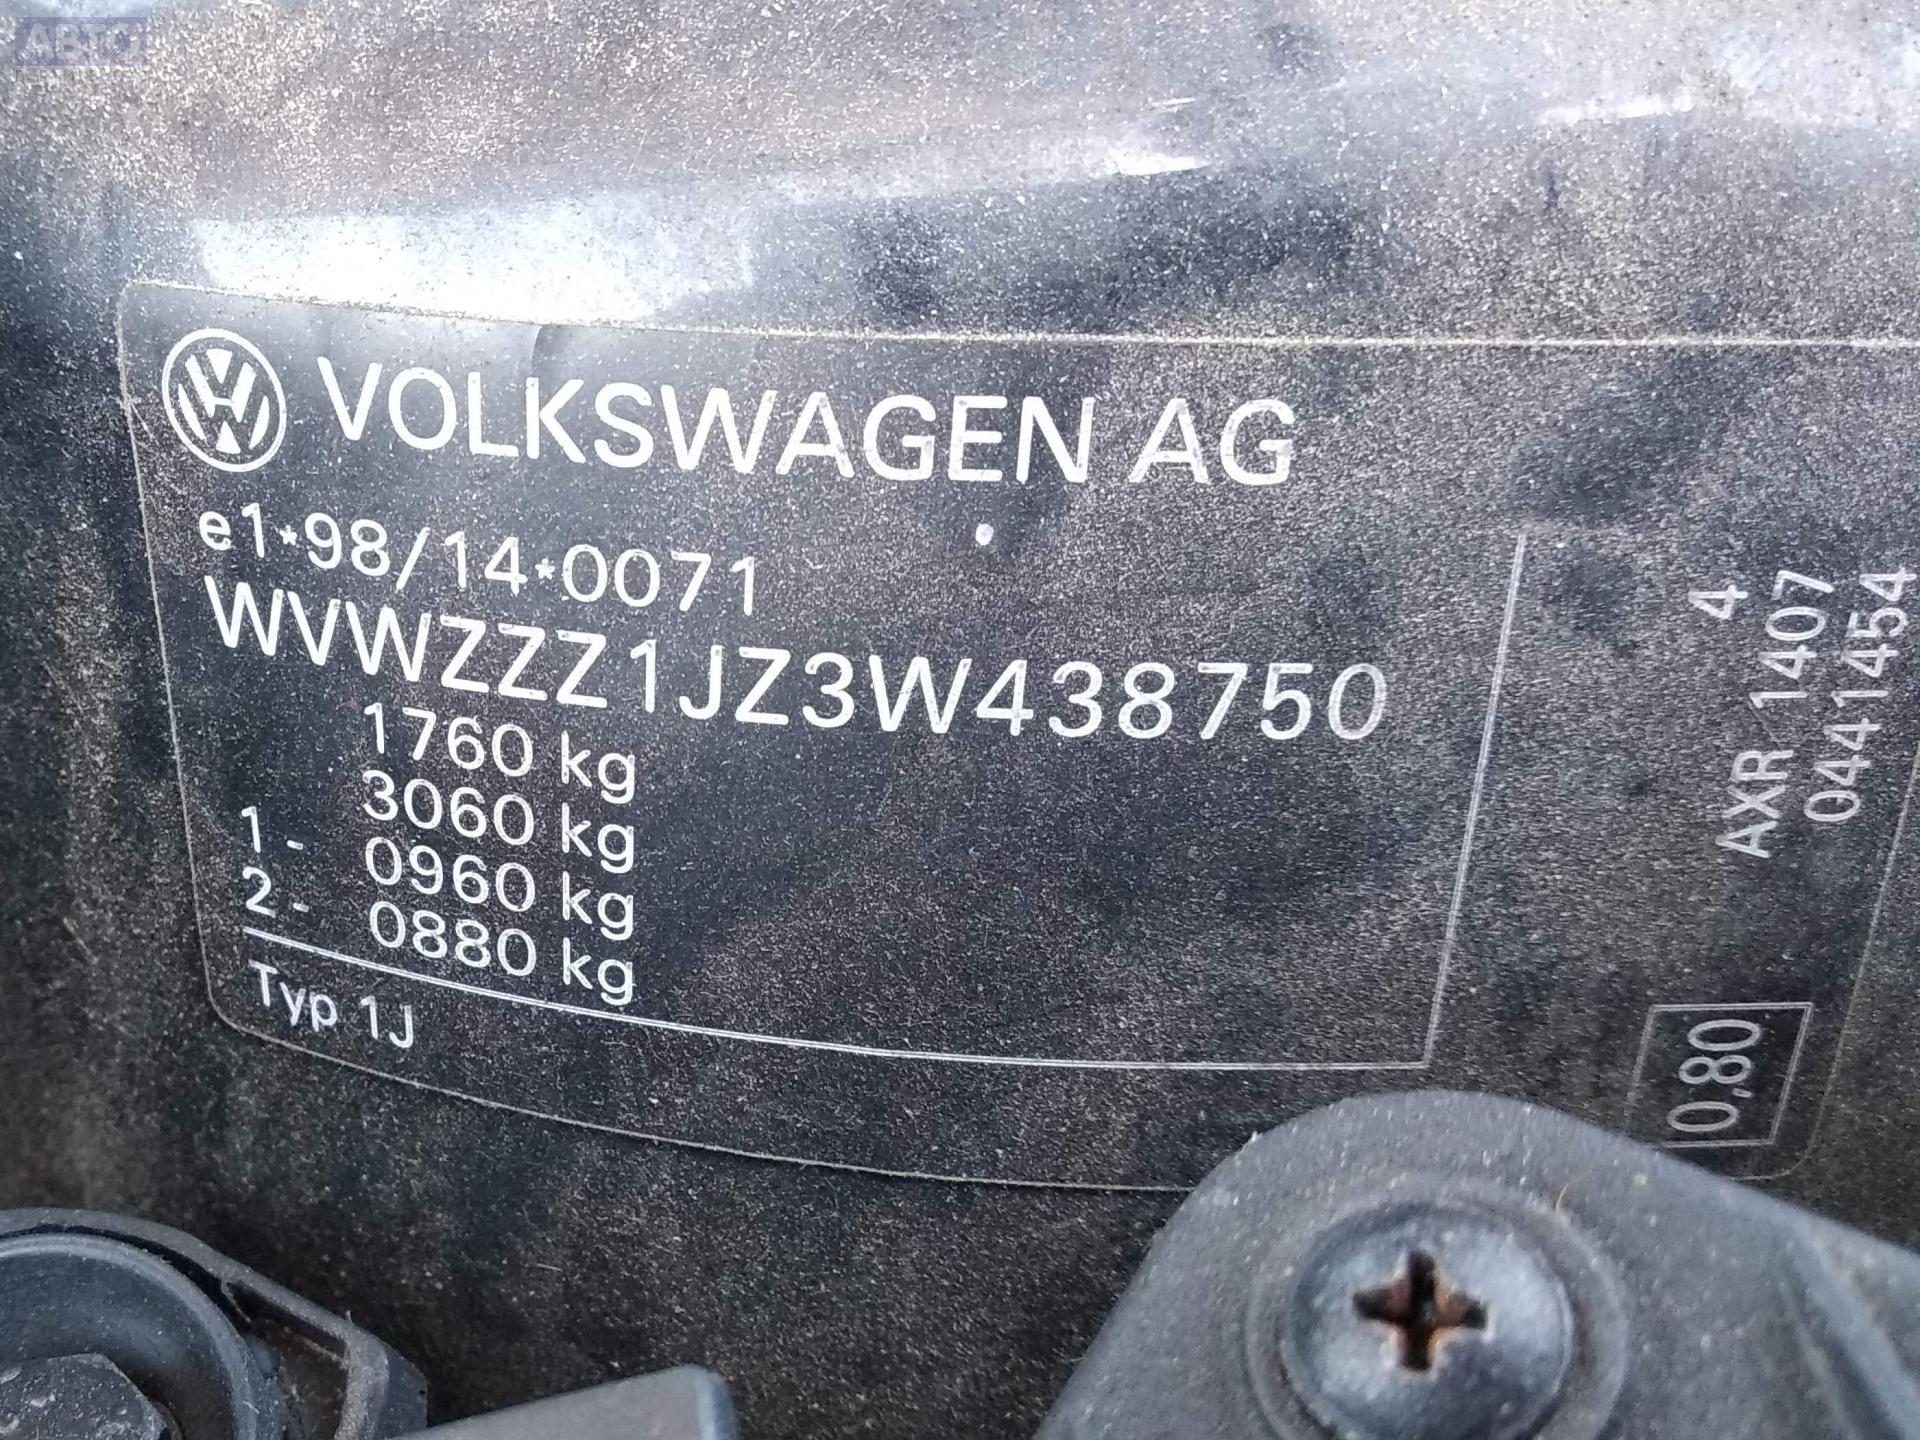 АВТО
VOLKSWAGEN AG
e1*98/14*0071
WVWZZZ1JZ3W438750
1760 kg
3060 kg
1 - 0960 kg
2 - 0880 kg
Typ 1J
4
AXR 1407
0441454
0,80